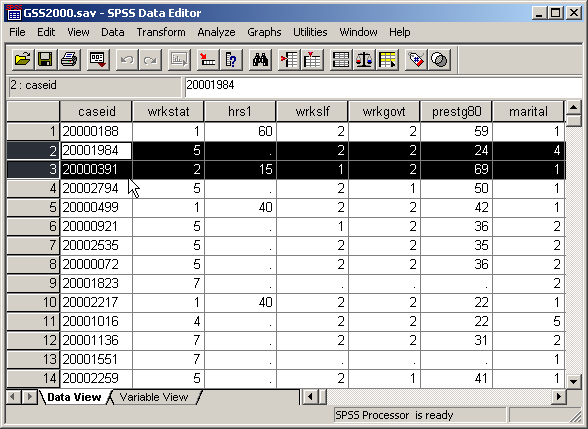 GSS2000.sav - SPSS Data Editor
File Edit View Data Transform Analyze Graphs Utilities Window Help
2 : caseid 20001984
caseid wrkstat hrs1 wrkslf wrkgovt prestg80 marital
1 20000188 1 60 2 2 59 1
2 20001984 5 . 2 2 24 4
3 20000391 2 15 1 2 69 1
4 20002794 5 . 2 1 50 1
5 20000499 1 40 2 2 42 1
6 20000921 5 . 1 2 36 2
7 20002535 5 . 2 2 35 2
8 20000072 5 . 2 2 36 2
9 20001823 7 . . . . 2
10 20002217 1 40 2 2 22 1
11 20001016 4 . 2 2 22 5
12 20001136 7 . 2 2 31 2
13 20001551 7 . . . . 1
14 20002259 5 . 2 1 41 1
Data View Variable View
SPSS Processor is ready